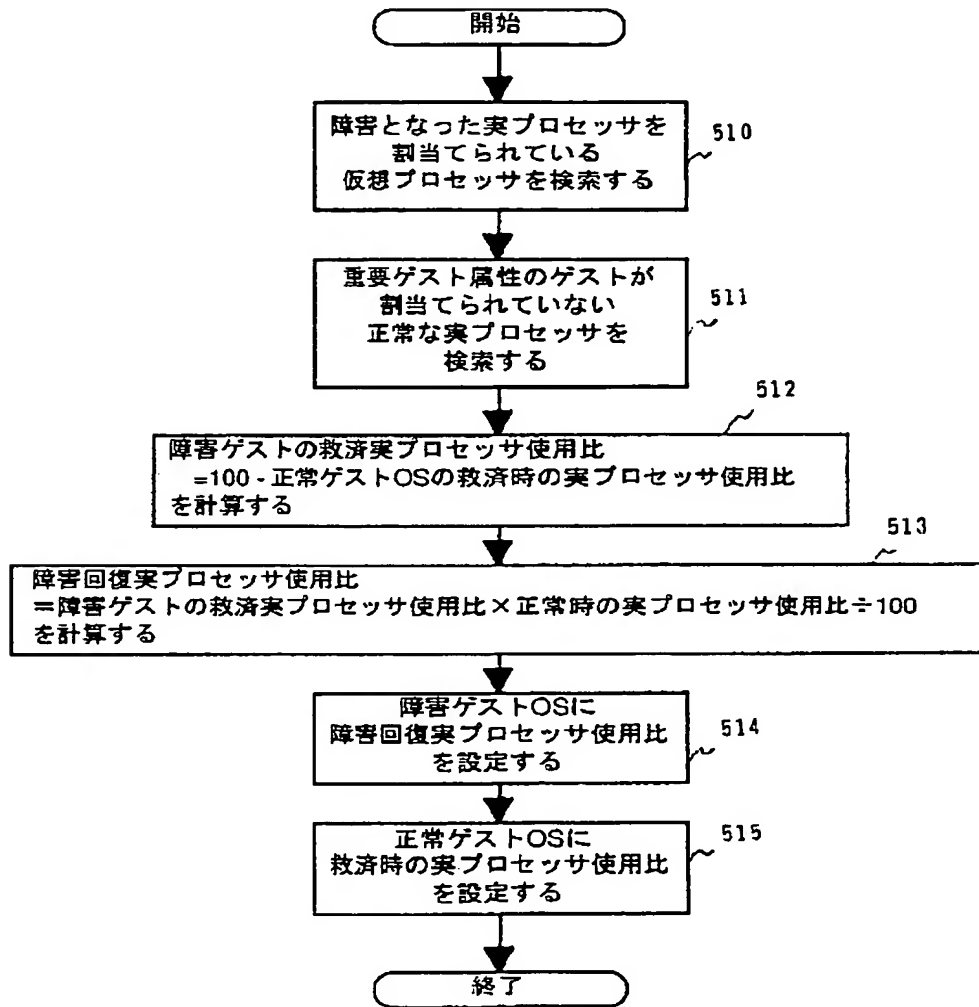 開始
障害となった実プロセッサを
割当てられている
仮想プロセッサを検索する
510
重要ゲスト属性のゲストが
割当てられていない
正常な実プロセッサを
検索する
511
512
障害ゲストの救済実プロセッサ使用比
=100 - 正常ゲストOSの救済時の実プロセッサ使用比
を計算する
513
障害回復実プロセッサ使用比
=障害ゲストの救済実プロセッサ使用比×正常時の実プロセッサ使用比÷100
を計算する
障害ゲストOSに
障害回復実プロセッサ使用比
を設定する
514
正常ゲストOSに
救済時の実プロセッサ使用比
を設定する
515
終了